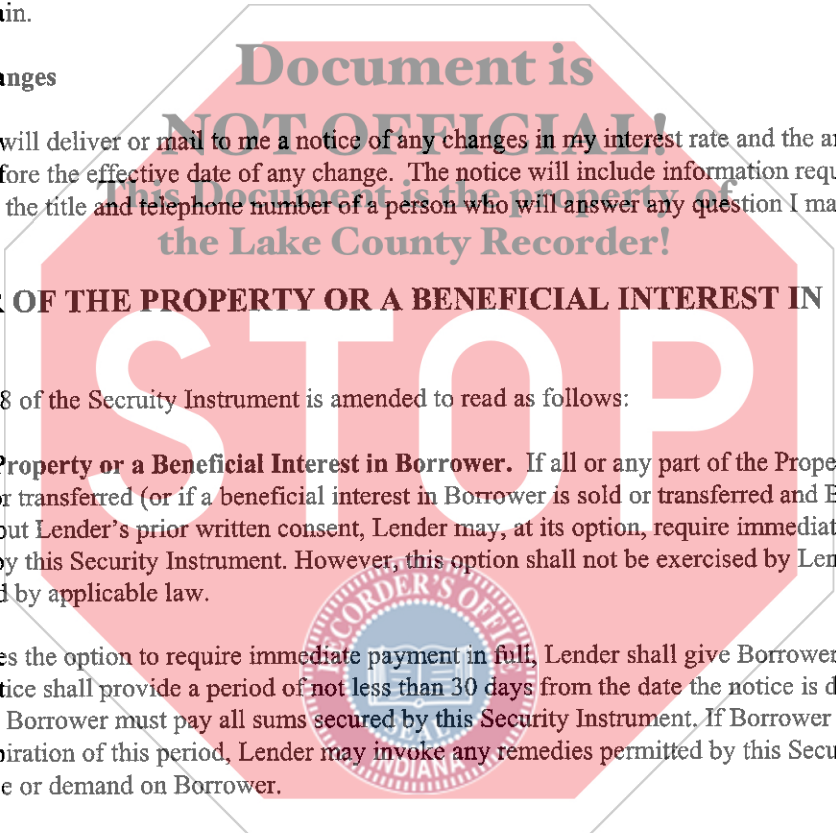 ain.
Document is
anges
NOT OFFICIAL!
will deliver or mail to me a notice of any changes in my interest rate and the a
fore the effective date of any change. The notice will include information requ
This Document is the property of
the title and telephone number of a person who will answer any question I ma
the Lake County Recorder!
OF THE PROPERTY OR A BENEFICIAL INTEREST IN
STOP
8 of the Secruity Instrument is amended to read as follows:
Property or a Beneficial Interest in Borrower. If all or any part of the Prope
or transferred (or if a beneficial interest in Borrower is sold or transferred and B
out Lender's prior written consent, Lender may, at its option, require immediat
by this Security Instrument. However, this option shall not be exercised by Len
d by applicable law.
RECORDER'S OFFICE
es the option to require immediate payment in full, Lender shall give Borrower
tice shall provide a period of not less than 30 days from the date the notice is d
Borrower must pay all sums secured by this Security Instrument. If Borrower
SEAL
piration of this period, Lender may invoke any remedies permitted by this Secu
INDIANA
e or demand on Borrower.